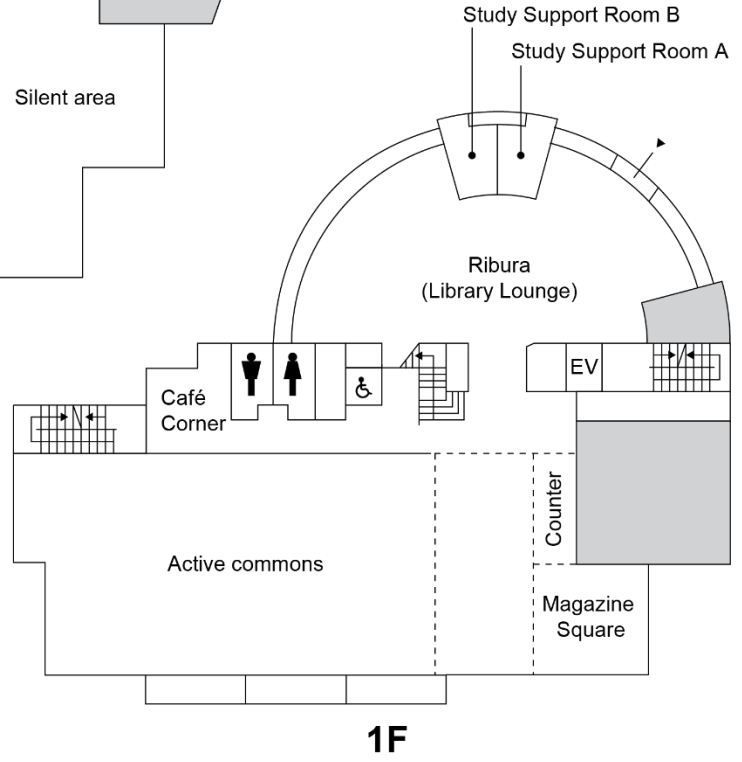 Study Support Room B
Study Support Room A
Silent area
Ribura
(Library Lounge)
EV
Café
Corner
Counter
Active commons
Magazine
Square
1F